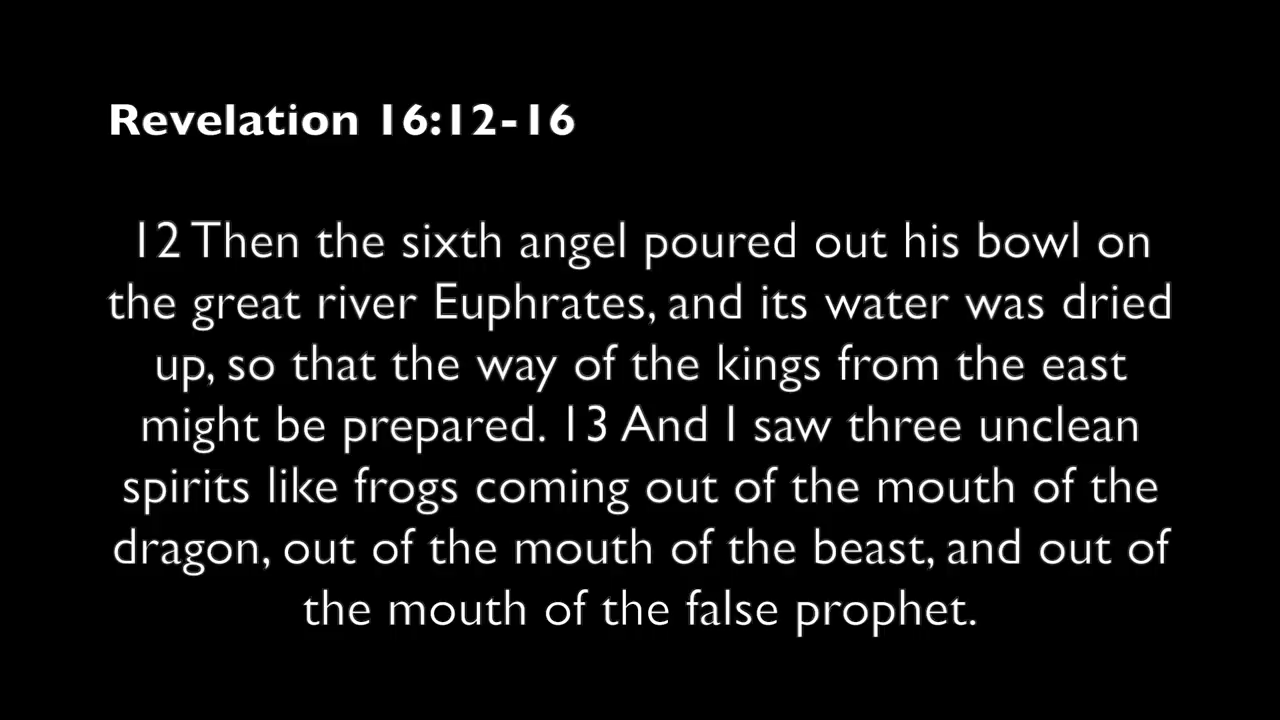 Revelation 16:12-16
12 Then the sixth angel poured out his bowl on
the great river Euphrates, and its water was dried
up, so that the way of the kings from the east
might be prepared. 13 And I saw three unclean
spirits like frogs coming out of the mouth of the
dragon, out of the mouth of the beast, and out of
the mouth of the false prophet.